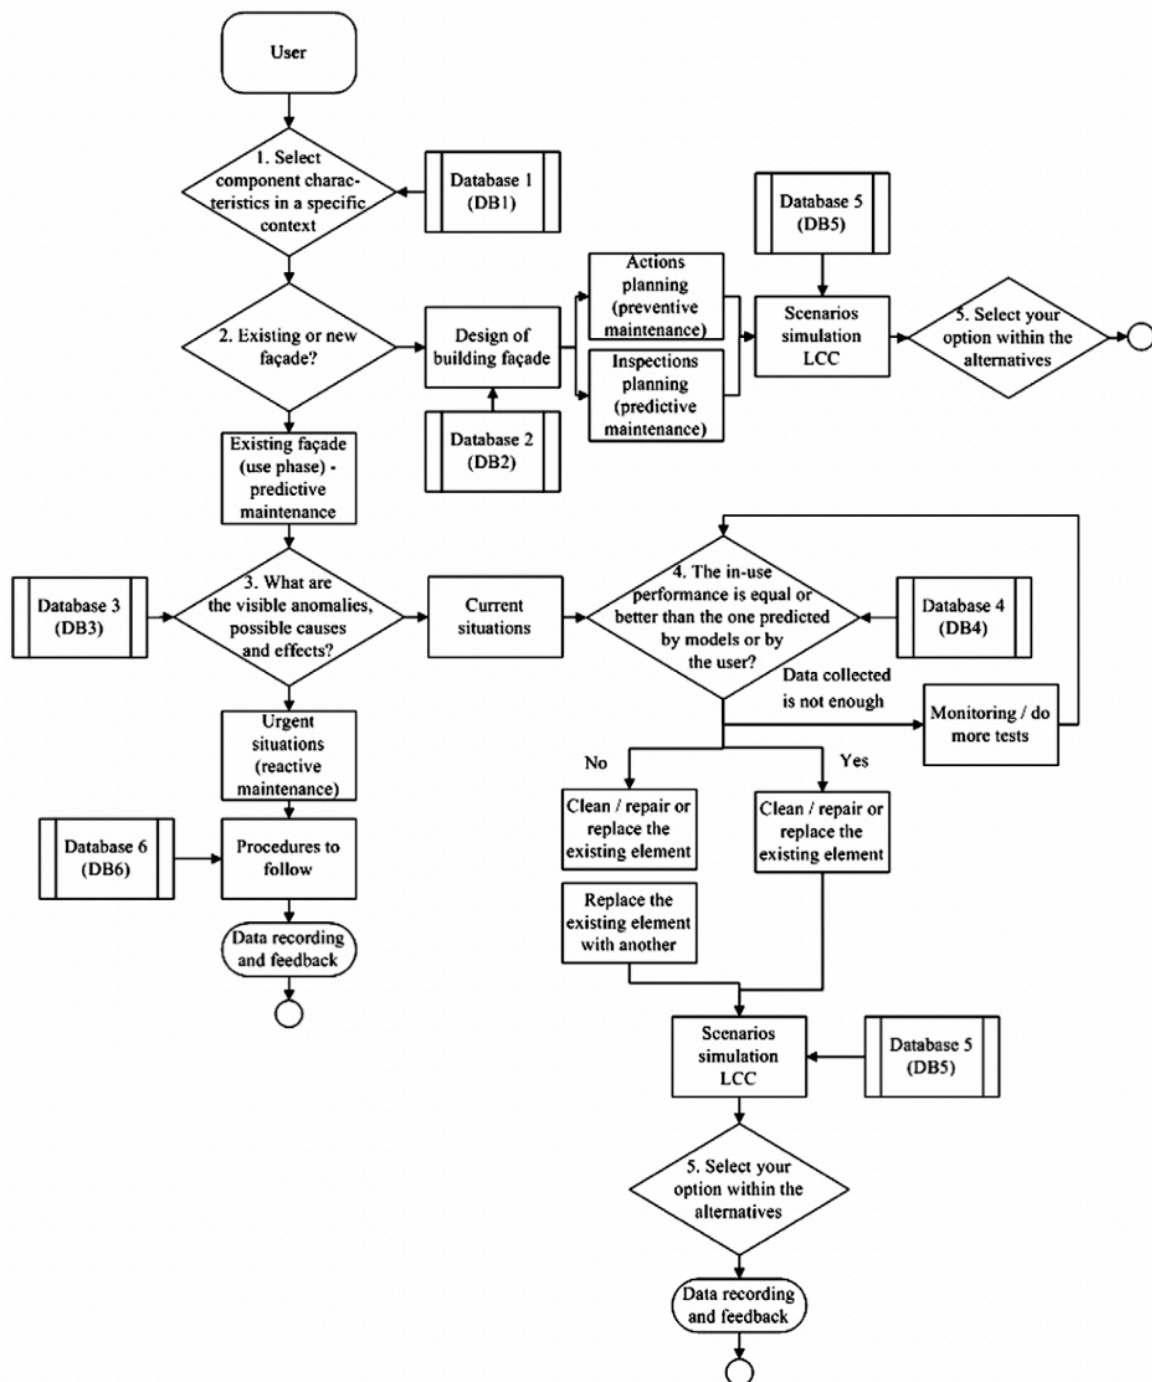 User
1. Select
component charac-
teristics in a specific
context
Database 1
(DB1)
2. Existing or new
façade?
Design of
building façade
Database 2
(DB2)
Actions
planning
(preventive
maintenance)
Inspections
planning
(predictive
maintenance)
Database 5
(DB5)
Scenarios
simulation
LCC
5. Select your
option within the
alternatives
Existing façade
(use phase) -
predictive
maintenance
Database 3
(DB3)
3. What are
the visible anomalies,
possible causes
and effects?
Current
situations
4. The in-use
performance is equal or
better than the one predicted
by models or by
the user?
Database 4
(DB4)
Data collected
is not enough
Monitoring / do
more tests
Urgent
situations
(reactive
maintenance)
Database 6
(DB6)
Procedures to
follow
Data recording
and feedback
No
Yes
Clean / repair or
replace the
existing element
Clean / repair or
replace the
existing element
Replace the
existing element
with another
Scenarios
simulation
LCC
Database 5
(DB5)
5. Select your
option within the
alternatives
Data recording
and feedback